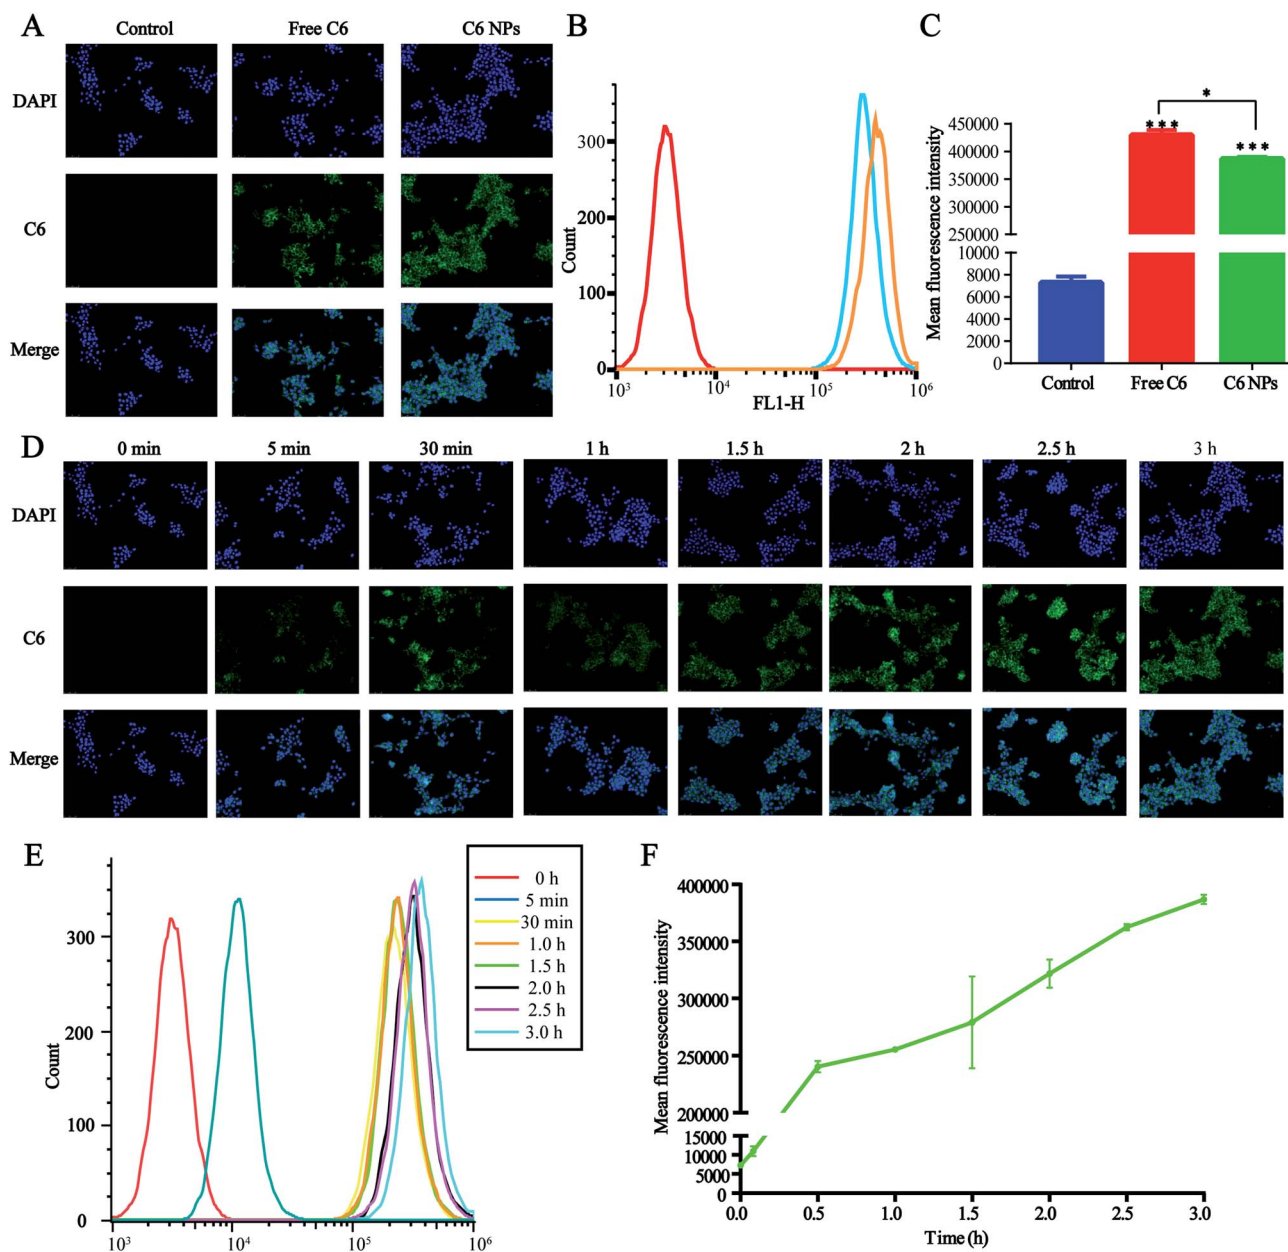 A
Control
Free C6
C6 NPs
DAPI
C6
Merge
B
Count
300
200
100
0
10³
10⁴
10⁵
10⁶
FL1-H
C
Mean fluorescence intensity
*
***
***
450000
400000
350000
300000
250000
10000
8000
6000
4000
2000
0
Control
Free C6
C6 NPs
D
0 min
5 min
30 min
1 h
1.5 h
2 h
2.5 h
3 h
DAPI
C6
Merge
E
Count
300
200
100
0
10³
10⁴
10⁵
10⁶
0 h
5 min
30 min
1.0 h
1.5 h
2.0 h
2.5 h
3.0 h
F
Mean fluorescence intensity
400000
350000
300000
250000
200000
15000
10000
5000
0
0.0
0.5
1.0
1.5
2.0
2.5
3.0
Time (h)